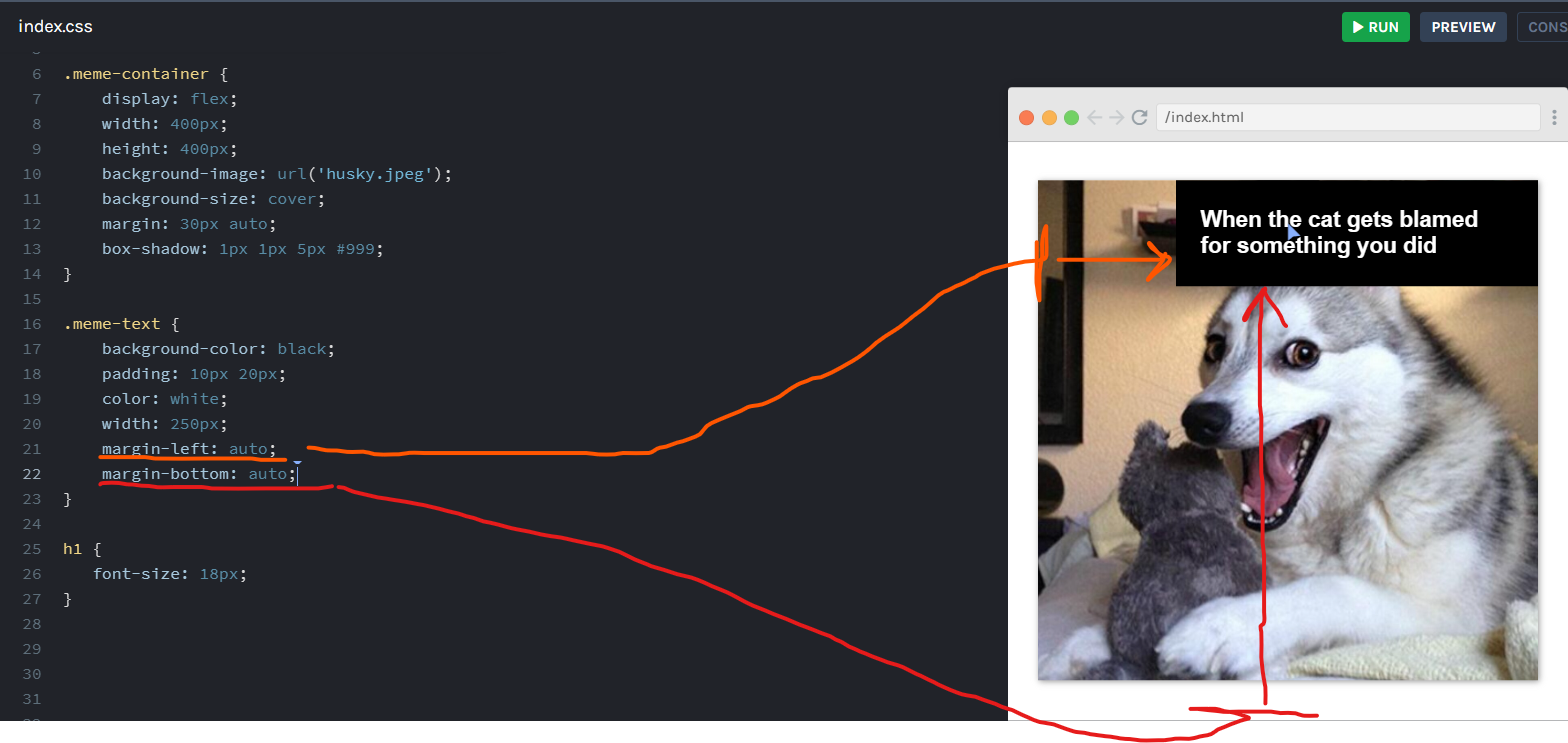 index.css
RUN
PREVIEW
CONS
6 .meme-container {
7 display: flex;
8 width: 400px;
9 height: 400px;
10 background-image: url('husky.jpeg');
11 background-size: cover;
12 margin: 30px auto;
13 box-shadow: 1px 1px 5px #999;
14 }
15
16 .meme-text {
17 background-color: black;
18 padding: 10px 20px;
19 color: white;
20 width: 250px;
21 margin-left: auto;
22 margin-bottom: auto;
23 }
24
25 h1 {
26 font-size: 18px;
27 }
28
29
30
31
/index.html
When the cat gets blamed
for something you did